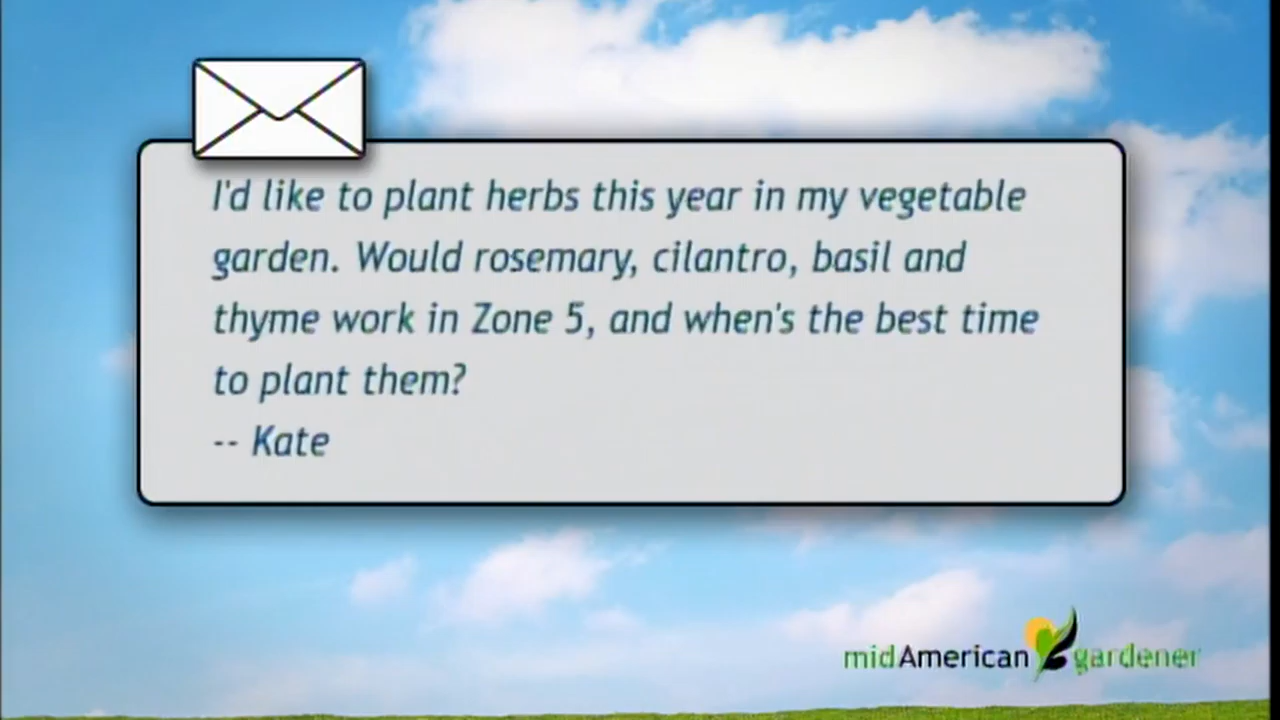 I'd like to plant herbs this year in my vegetable
garden. Would rosemary, cilantro, basil and
thyme work in Zone 5, and when's the best time
to plant them?
-- Kate
midAmerican gardener